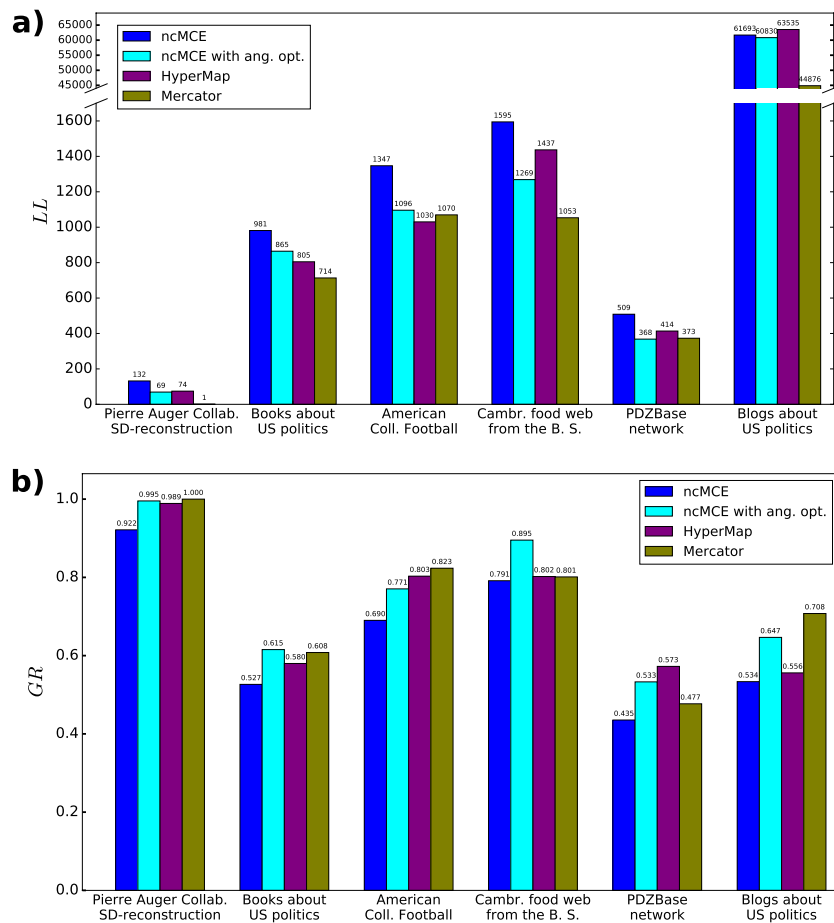 a)
ncMCE
ncMCE with ang. opt.
HyperMap
Mercator
LL
65000
60000
55000
50000
45000
1600
1400
1200
1000
800
600
400
200
0
132
69
74
1
981
865
805
714
1347
1096
1030
1070
1595
1269
1437
1053
509
368
414
373
61693
60830
63535
44876
Pierre Auger Collab.
SD-reconstruction
Books about
US politics
American
Coll. Football
Cambr. food web
from the B. S.
PDZBase
network
Blogs about
US politics
b)
ncMCE
ncMCE with ang. opt.
HyperMap
Mercator
GR
1.0
0.8
0.6
0.4
0.2
0.0
0.922
0.995
0.989
1.000
0.527
0.615
0.580
0.608
0.690
0.771
0.803
0.823
0.791
0.895
0.802
0.801
0.435
0.533
0.573
0.477
0.534
0.647
0.556
0.708
Pierre Auger Collab.
SD-reconstruction
Books about
US politics
American
Coll. Football
Cambr. food web
from the B. S.
PDZBase
network
Blogs about
US politics